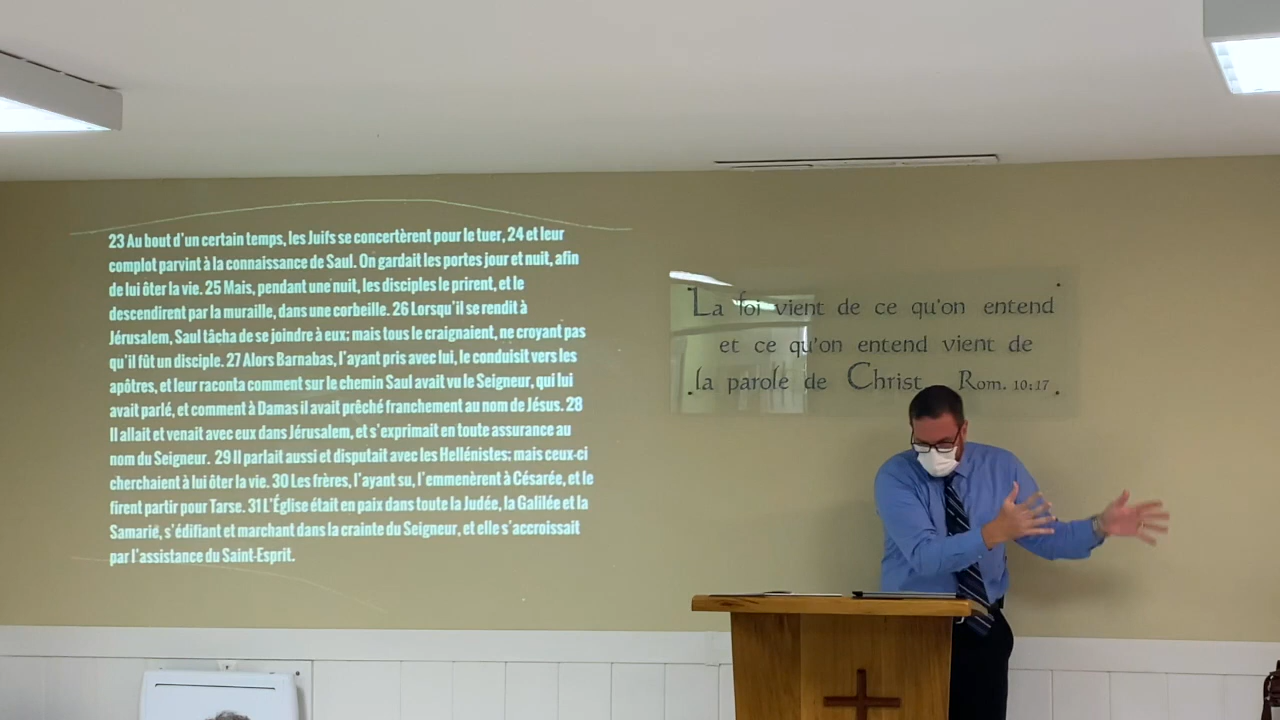 23 Au bout d'un certain temps, les Juifs se concertèrent pour le tuer, 24 et leur
complot parvint à la connaissance de Saul. On gardait les portes jour et nuit, afin
de lui ôter la vie. 25 Mais, pendant une nuit, les disciples le prirent, et le
descendirent par la muraille, dans une corbeille. 26 Lorsqu'il se rendit à
Jérusalem, Saul tâcha de se joindre à eux; mais tous le craignaient, ne croyant pas
qu'il fût un disciple. 27 Alors Barnabas, l'ayant pris avec lui, le conduisit vers les
apôtres, et leur raconta comment sur le chemin Saul avait vu le Seigneur, qui lui
avait parlé, et comment à Damas il avait prêché franchement au nom de Jésus. 28
Il allait et venait avec eux dans Jérusalem, et s'exprimait en toute assurance au
nom du Seigneur. 29 Il parlait aussi et disputait avec les Hellénistes; mais ceux-ci
cherchaient à lui ôter la vie. 30 Les frères, l'ayant su, l'emmenèrent à Césarée, et le
firent partir pour Tarse. 31 L'Église était en paix dans toute la Judée, la Galilée et la
Samarie, s'édifiant et marchant dans la crainte du Seigneur, et elle s'accroissait
par l'assistance du Saint-Esprit.
La foi vient de ce qu'on entend
et ce qu'on entend vient de
la parole de Christ Rom. 10:17